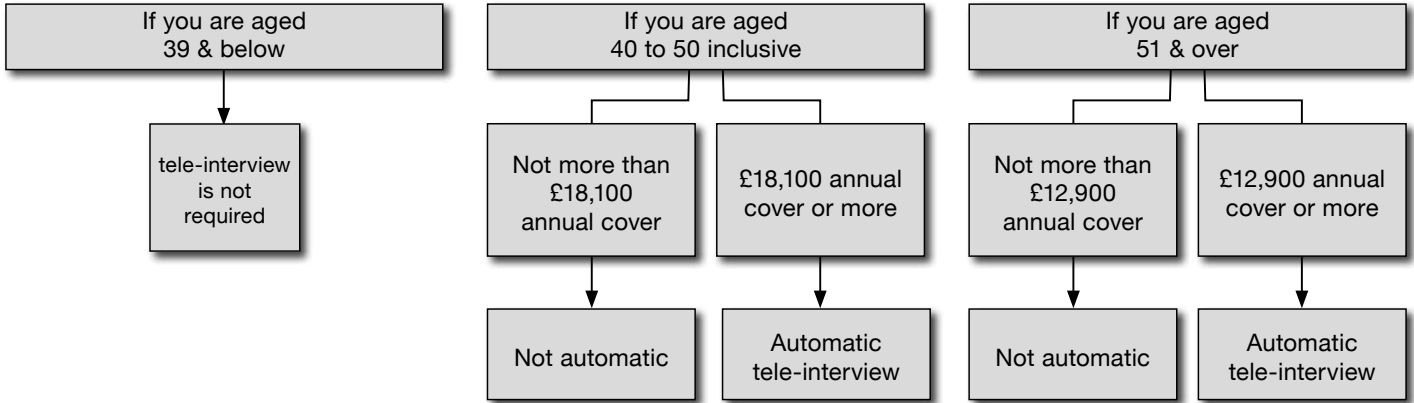 If you are aged
39 & below
tele-interview
is not
required
If you are aged
40 to 50 inclusive
Not more than
£18,100
annual cover
£18,100 annual
cover or more
Not automatic
Automatic
tele-interview
If you are aged
51 & over
Not more than
£12,900
annual cover
£12,900 annual
cover or more
Not automatic
Automatic
tele-interview